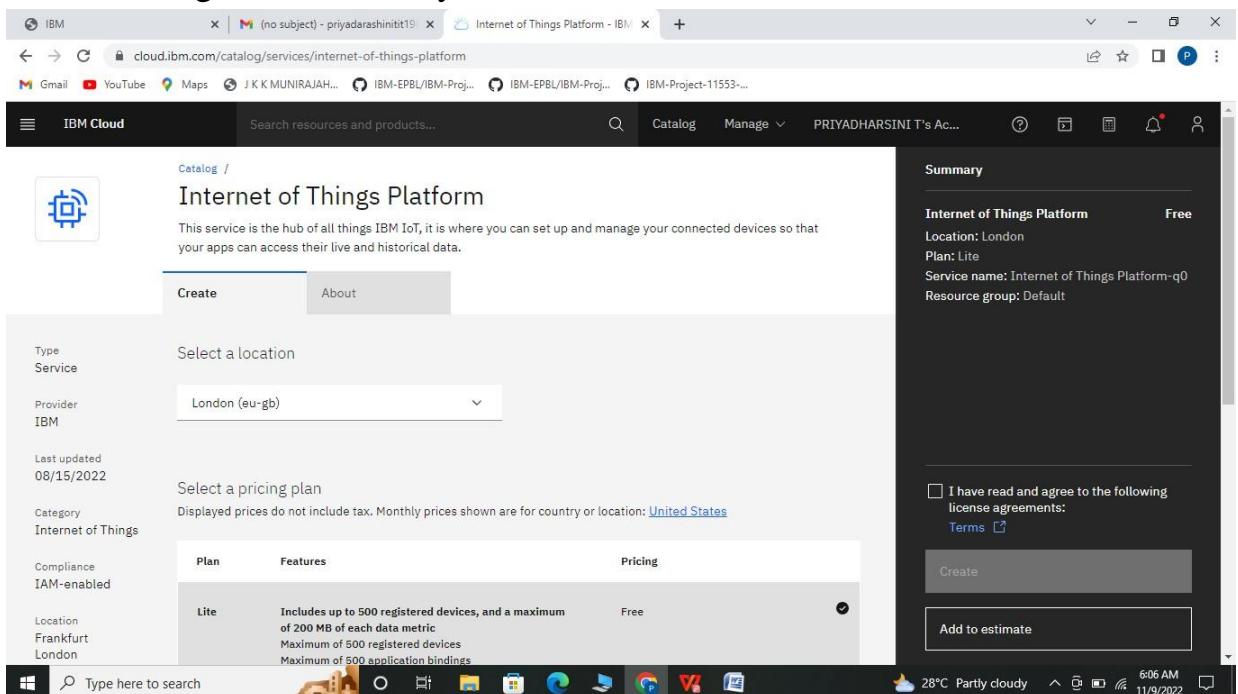 IBM
(no subject) - priyadarashinitit19
Internet of Things Platform - IBM
cloud.ibm.com/catalog/services/internet-of-things-platform
P
Gmail
YouTube
Maps
J K K MUNIRAJAH...
IBM-EPBL/IBM-Proj...
IBM-EPBL/IBM-Proj...
IBM-Project-11553-...
IBM Cloud
Search resources and products...
Catalog
Manage
PRIYADHARSINI T's Ac...
Catalog /
Internet of Things Platform
This service is the hub of all things IBM IoT, it is where you can set up and manage your connected devices so that
your apps can access their live and historical data.
Create
About
Type
Service
Provider
IBM
Last updated
08/15/2022
Category
Internet of Things
Compliance
IAM-enabled
Location
Frankfurt
London
Select a location
London (eu-gb)
Select a pricing plan
Displayed prices do not include tax. Monthly prices shown are for country or location: United States
Plan Features Pricing
Lite Includes up to 500 registered devices, and a maximum Free
of 200 MB of each data metric
Maximum of 500 registered devices
Maximum of 500 application bindings
Summary
Internet of Things Platform Free
Location: London
Plan: Lite
Service name: Internet of Things Platform-q0
Resource group: Default
I have read and agree to the following
license agreements:
Terms
Create
Add to estimate
Type here to search
28°C Partly cloudy
6:06 AM
11/9/2022